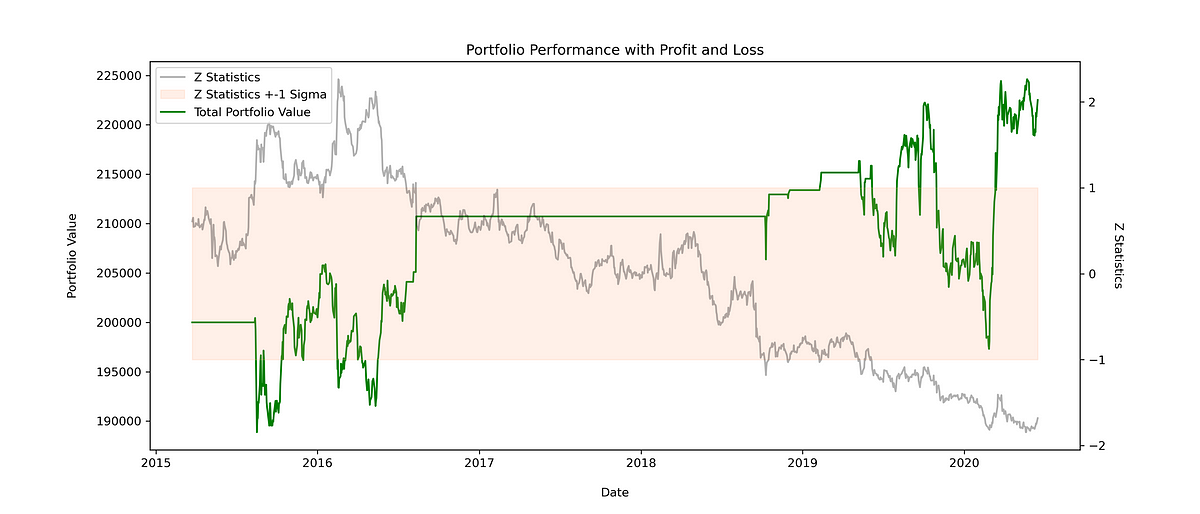 Portfolio Performance with Profit and Loss
Z Statistics
Z Statistics +-1 Sigma
Total Portfolio Value
225000
220000
215000
210000
205000
200000
195000
190000
Portfolio Value
2
1
0
−1
−2
Z Statistics
2015
2016
2017
2018
2019
2020
Date